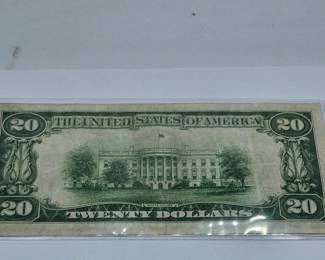 20 THE UNITED STATES OF AMERICA 20
20 TWENTY DOLLARS 20